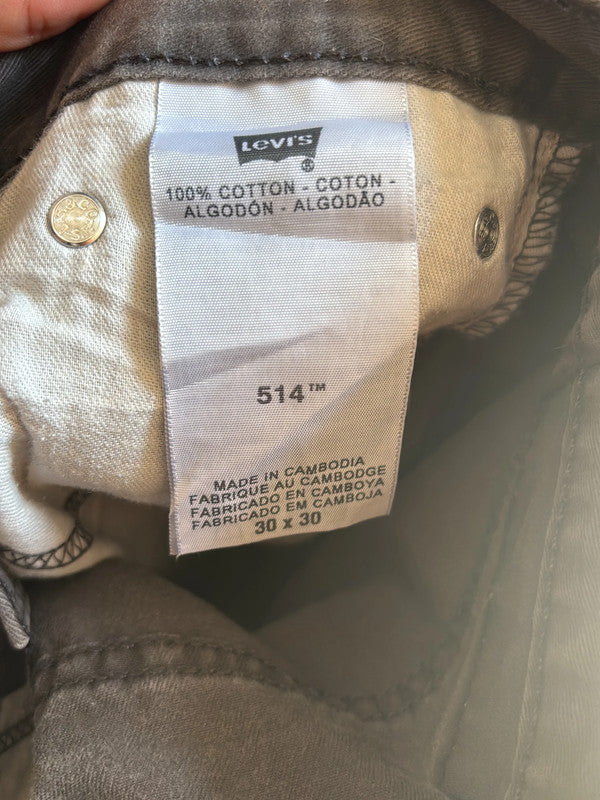 LEVI'S
®
100% COTTON - COTON -
ALGODÓN - ALGODÃO
514™
MADE IN CAMBODIA
FABRIQUE AU CAMBODGE
FABRICADO EN CAMBOYA
FABRICADO EM CAMBOJA
30 x 30